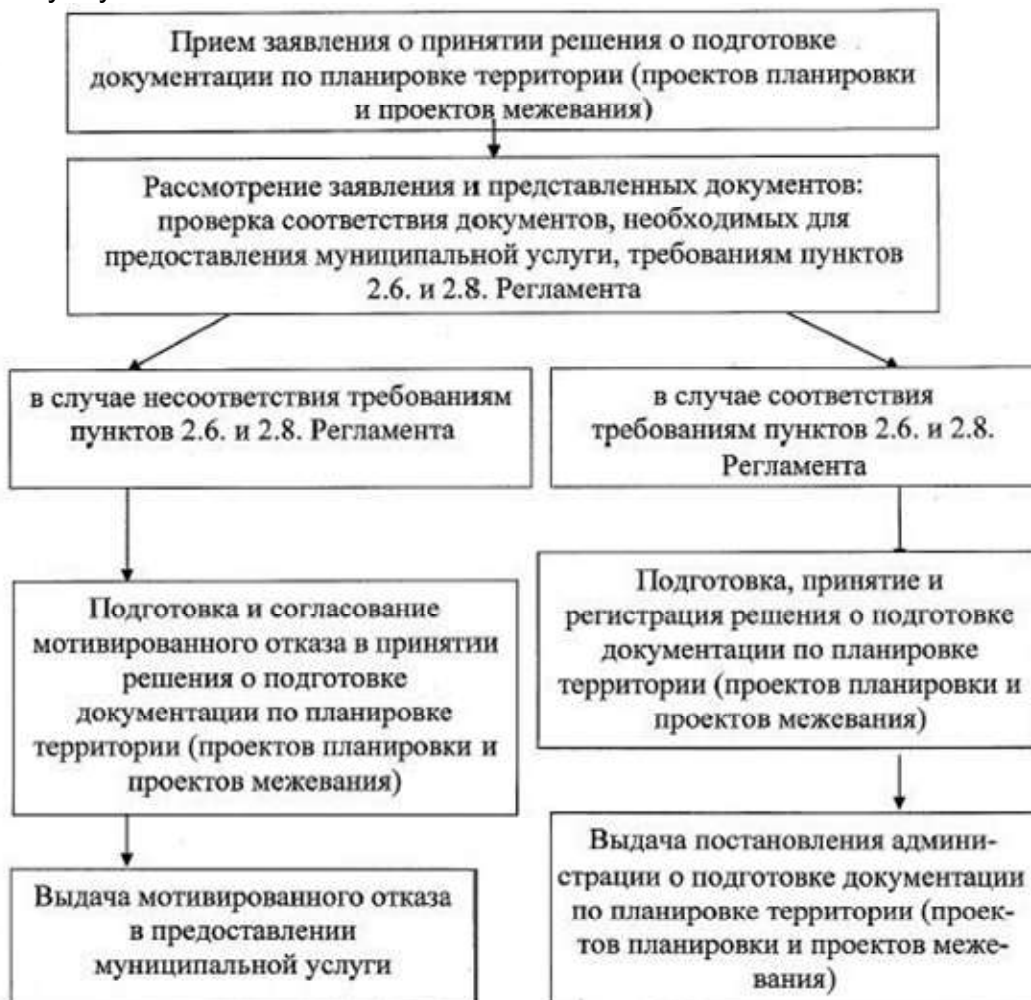 Прием заявления о принятии решения о подготовке
документации по планировке территории (проектов планировки
и проектов межевания)
Рассмотрение заявления и представленных документов:
проверка соответствия документов, необходимых для
предоставления муниципальной услуги, требованиям пунктов
2.6. и 2.8. Регламента
в случае несоответствия требованиям
пунктов 2.6. и 2.8. Регламента
в случае соответствия
требованиям пунктов 2.6. и 2.8.
Регламента
Подготовка и согласование
мотивированного отказа в принятии
решения о подготовке
документации по планировке
территории (проектов планировки и
проектов межевания)
Подготовка, принятие и
регистрация решения о подготовке
документации по планировке
территории (проектов планировки и
проектов межевания)
Выдача мотивированного отказа
в предоставлении
муниципальной услуги
Выдача постановления админи-
страции о подготовке документации
по планировке территории (проек-
тов планировки и проектов меже-
вания)